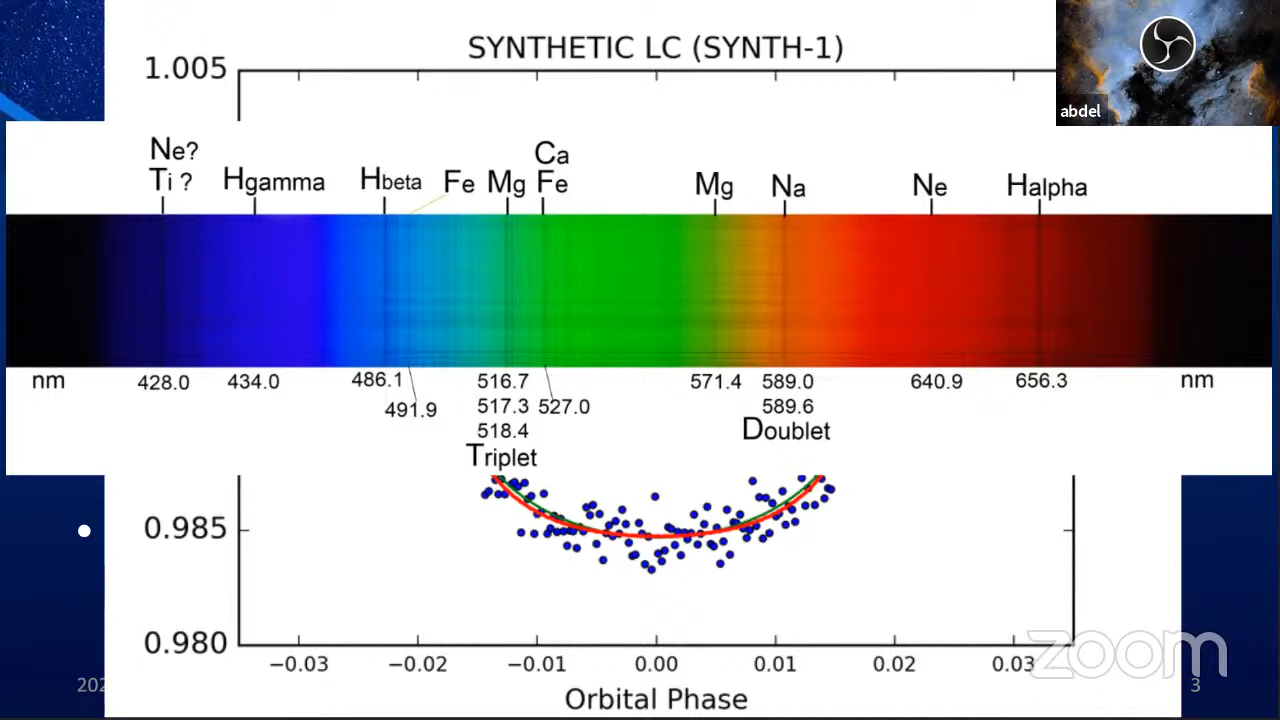 SYNTHETIC LC (SYNTH-1)
1.005
abdel
Ne?
Ti ?
Hgamma
Hbeta
Fe
Mg
Ca
Fe
Mg
Na
Ne
Halpha
nm
428.0
434.0
486.1
491.9
516.7
517.3
518.4
Triplet
527.0
571.4
589.0
589.6
Doublet
640.9
656.3
nm
0.985
0.980
−0.03 −0.02 −0.01 0.00 0.01 0.02 0.03
Orbital Phase
zoom
202
3